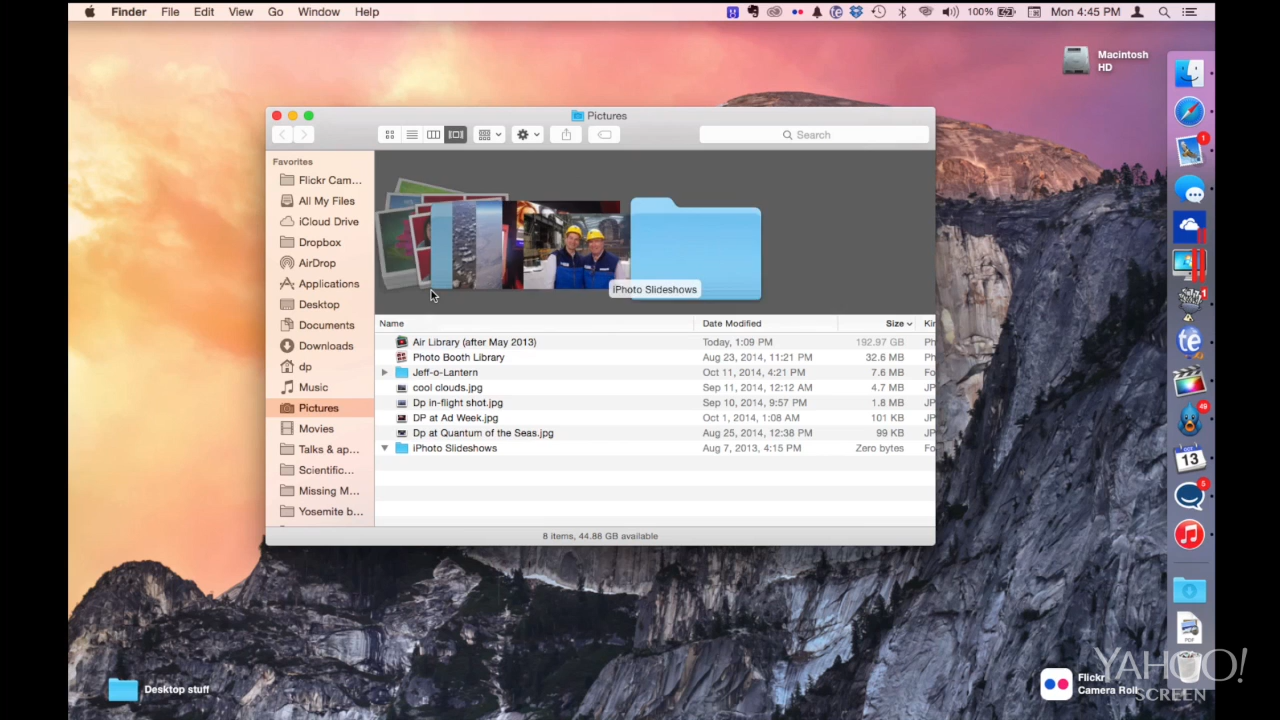 Finder File Edit View Go Window Help 100% Mon 4:45 PM
Macintosh
HD
Pictures
Search
Favorites
Flickr Cam...
All My Files
iCloud Drive
Dropbox
AirDrop
Applications
Desktop
Documents
Downloads
dp
Music
Pictures
Movies
Talks & ap...
Scientific...
Missing M...
Yosemite b...
iPhoto Slideshows
Name Date Modified Size Kin
Air Library (after May 2013) Today, 1:09 PM 192.97 GB Ph
Photo Booth Library Aug 23, 2014, 11:21 PM 32.6 MB Ph
Jeff-o-Lantern Oct 11, 2014, 4:21 PM 7.6 MB Fo
cool clouds.jpg Sep 11, 2014, 12:12 AM 4.7 MB JP
Dp in-flight shot.jpg Sep 10, 2014, 9:57 PM 1.8 MB JP
DP at Ad Week.jpg Oct 1, 2014, 1:08 AM 101 KB JP
Dp at Quantum of the Seas.jpg Aug 25, 2014, 12:38 PM 99 KB JP
iPhoto Slideshows Aug 7, 2013, 4:15 PM Zero bytes Fo
8 items, 44.88 GB available
1
1
te
49
13
5
PDF
Desktop stuff
Flickr
Camera Roll
YAHOO!
SCREEN